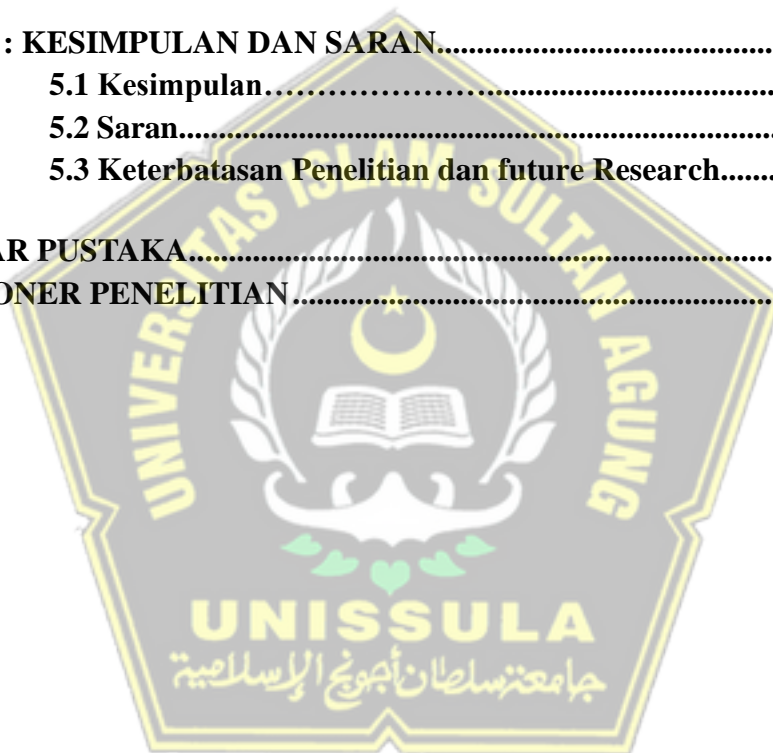 : KESIMPULAN DAN SARAN
5.1 Kesimpulan
5.2 Saran
5.3 Keterbatasan Penelitian dan future Research
AR PUSTAKA
ONER PENELITIAN
UNIVERSITAS ISLAM SULTAN AGUNG
UNISSULA
جامعة سلطان أجونج الإسلامية